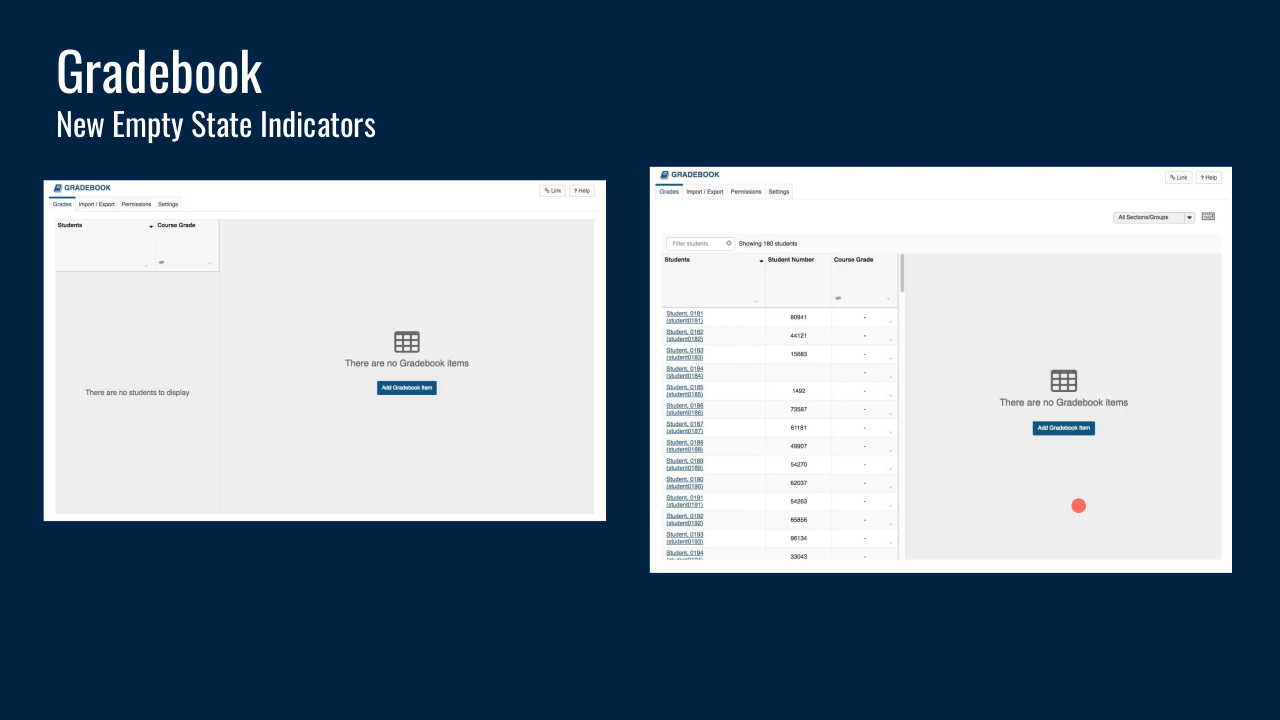 Gradebook
New Empty State Indicators
GRADEBOOK
Link
? Help
Grades
Import / Export
Permissions
Settings
Students
Course Grade
There are no students to display
There are no Gradebook items
Add Gradebook Item
GRADEBOOK
Link
? Help
Grades
Import / Export
Permissions
Settings
All Sections/Groups
Filter students
Showing 180 students
Students
Student Number
Course Grade
Student, 0181
(student0181)
80941
-
Student, 0182
(student0182)
44121
-
Student, 0183
(student0183)
15683
-
Student, 0184
(student0184)
-
Student, 0185
(student0185)
1492
-
Student, 0186
(student0186)
73587
-
Student, 0187
(student0187)
61181
-
Student, 0188
(student0188)
49907
-
Student, 0189
(student0189)
54270
-
Student, 0190
(student0190)
62037
-
Student, 0191
(student0191)
54263
-
Student, 0192
(student0192)
85856
-
Student, 0193
(student0193)
96134
-
Student, 0194
33043
-
There are no Gradebook items
Add Gradebook Item